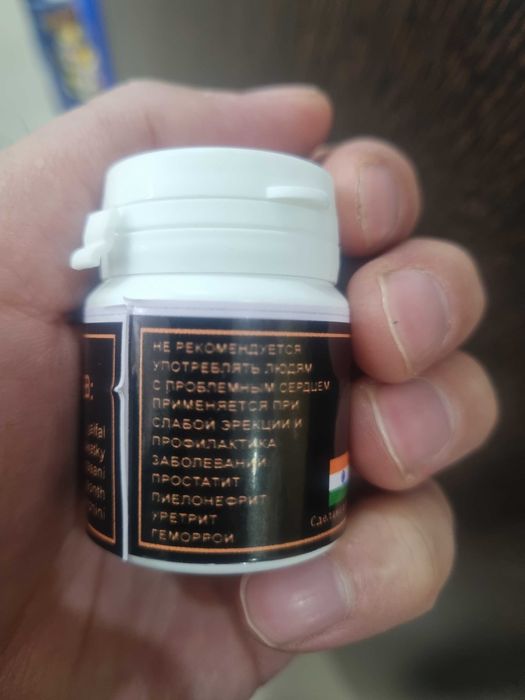 В:
НЕ РЕКОМЕНДУЕТСЯ
УПОТРЕБЛЯТЬ ЛЮДЯМ
С ПРОБЛЕМНЫМ СЕРДЦЕМ
ПРИМЕНЯЕТСЯ ПРИ
СЛАБОЙ ЭРЕКЦИИ И
ПРОФИЛАКТИКА
ЗАБОЛЕВАНИЙ:
ПРОСТАТИТ
ПИЕЛОНЕФРИТ
УРЕТРИТ
ГЕМОРРОЙ